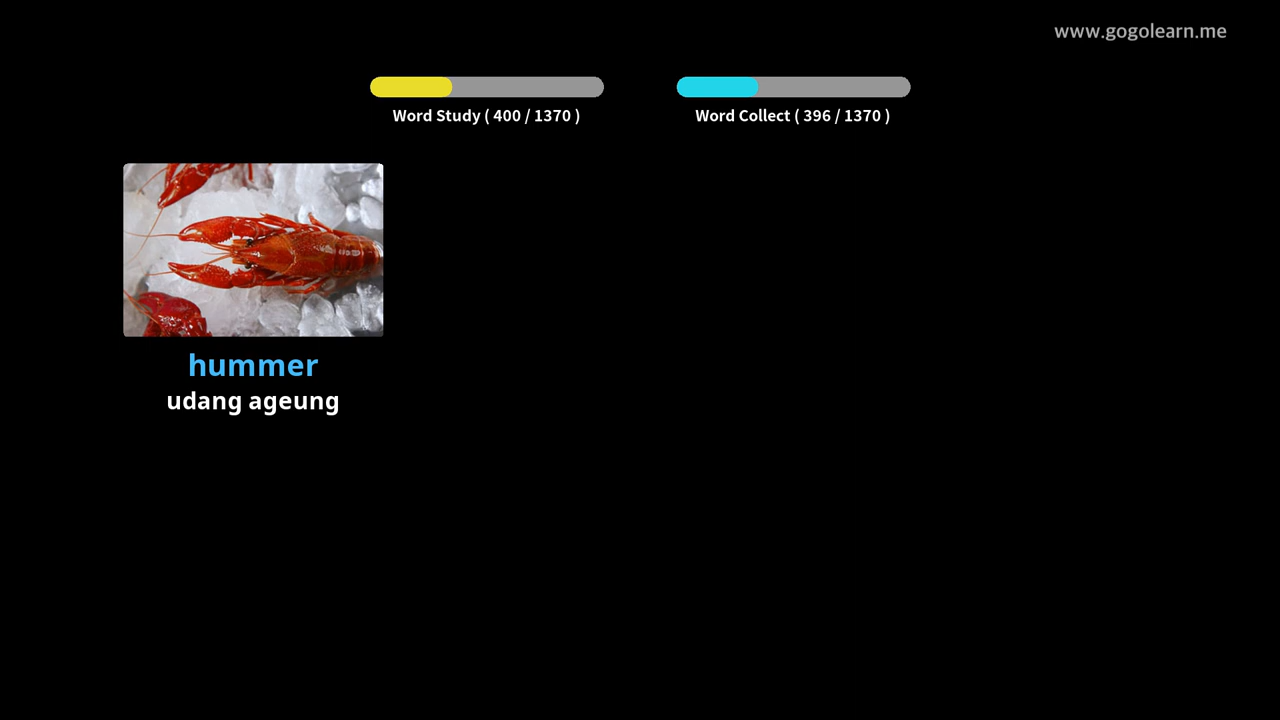 www.gogolearn.me
Word Study ( 400 / 1370 )
Word Collect ( 396 / 1370 )
hummer
udang ageung